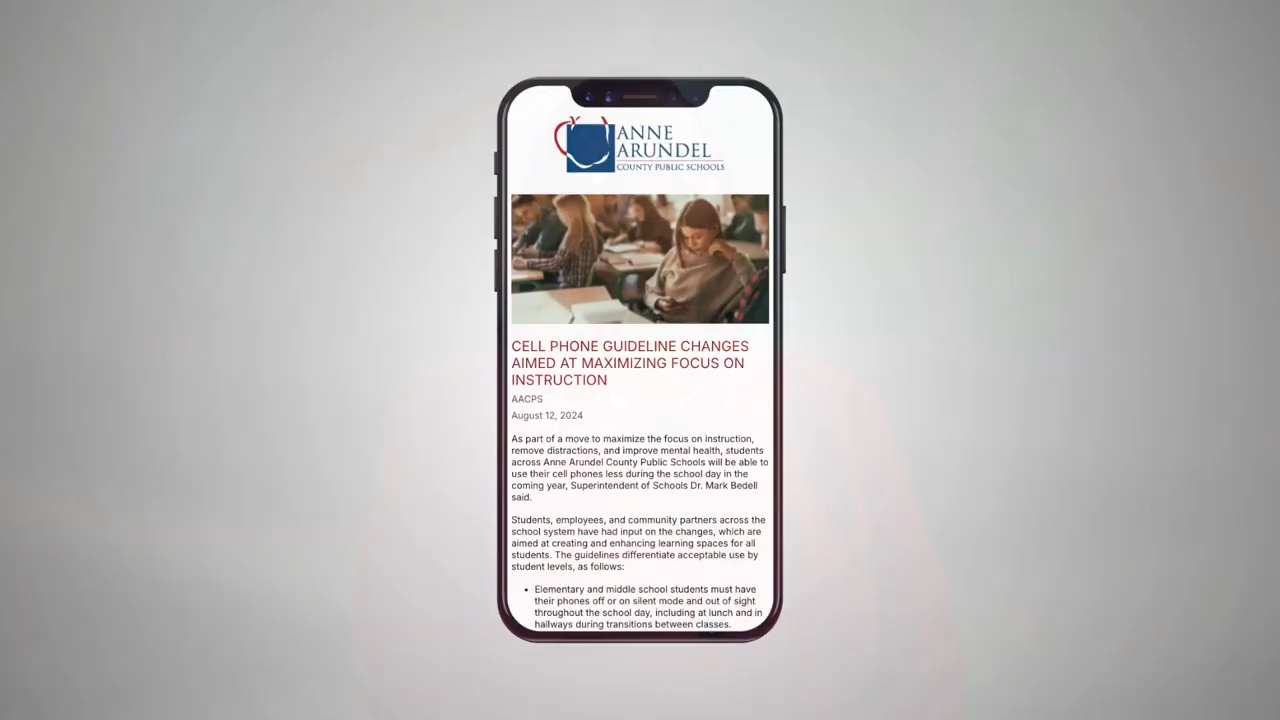 ANNE
ARUNDEL
COUNTY PUBLIC SCHOOLS
CELL PHONE GUIDELINE CHANGES
AIMED AT MAXIMIZING FOCUS ON
INSTRUCTION
AACPS
August 12, 2024
As part of a move to maximize the focus on instruction,
remove distractions, and improve mental health, students
across Anne Arundel County Public Schools will be able to
use their cell phones less during the school day in the
coming year, Superintendent of Schools Dr. Mark Bedell
said.
Students, employees, and community partners across the
school system have had input on the changes, which are
aimed at creating and enhancing learning spaces for all
students. The guidelines differentiate acceptable use by
student levels, as follows:
• Elementary and middle school students must have
their phones off or on silent mode and out of sight
throughout the school day, including at lunch and in
hallways during transitions between classes.